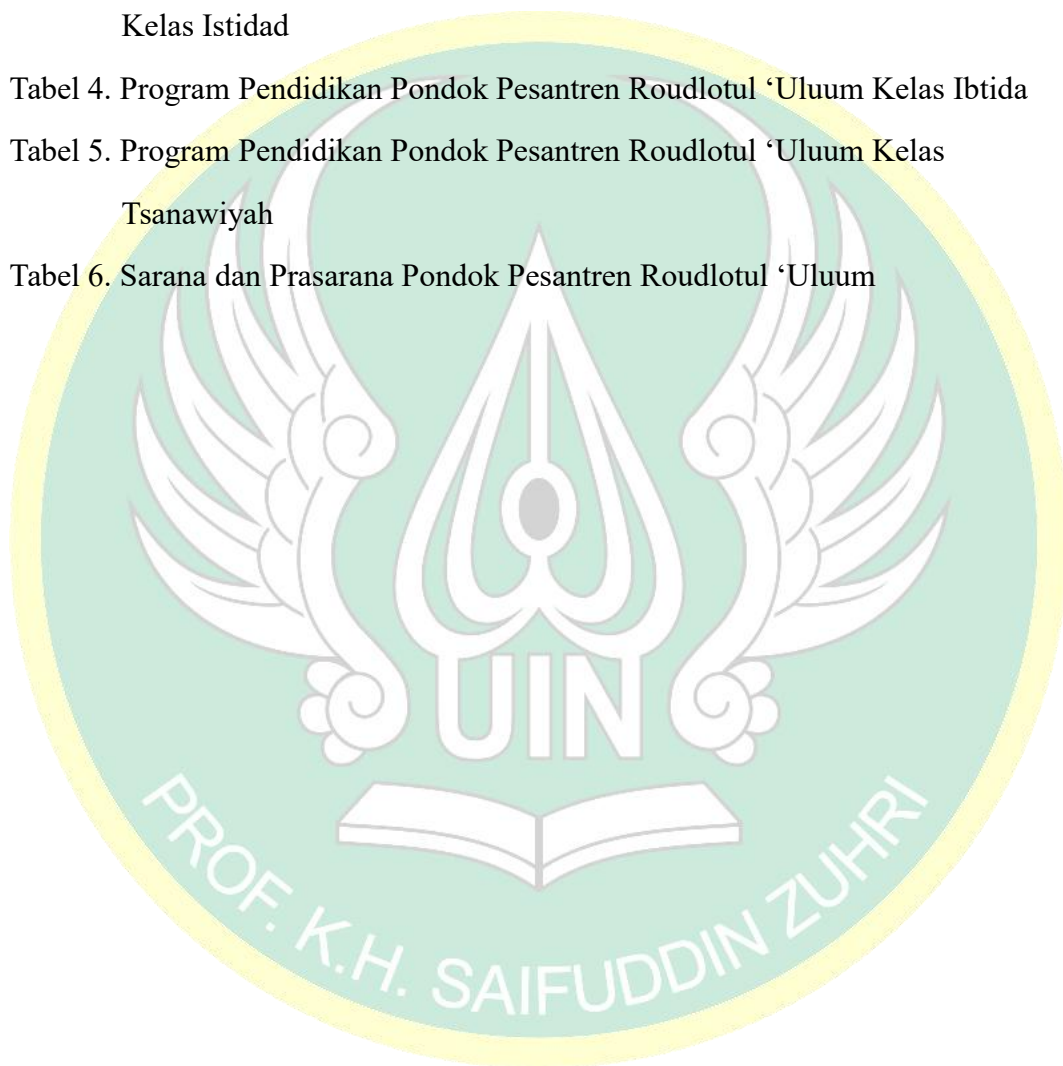 Kelas Istidad
Tabel 4. Program Pendidikan Pondok Pesantren Roudlotul ‘Uluum Kelas Ibtida
Tabel 5. Program Pendidikan Pondok Pesantren Roudlotul ‘Uluum Kelas
Tsanawiyah
Tabel 6. Sarana dan Prasarana Pondok Pesantren Roudlotul ‘Uluum
UIN
PROF. K.H. SAIFUDDIN ZUHRI